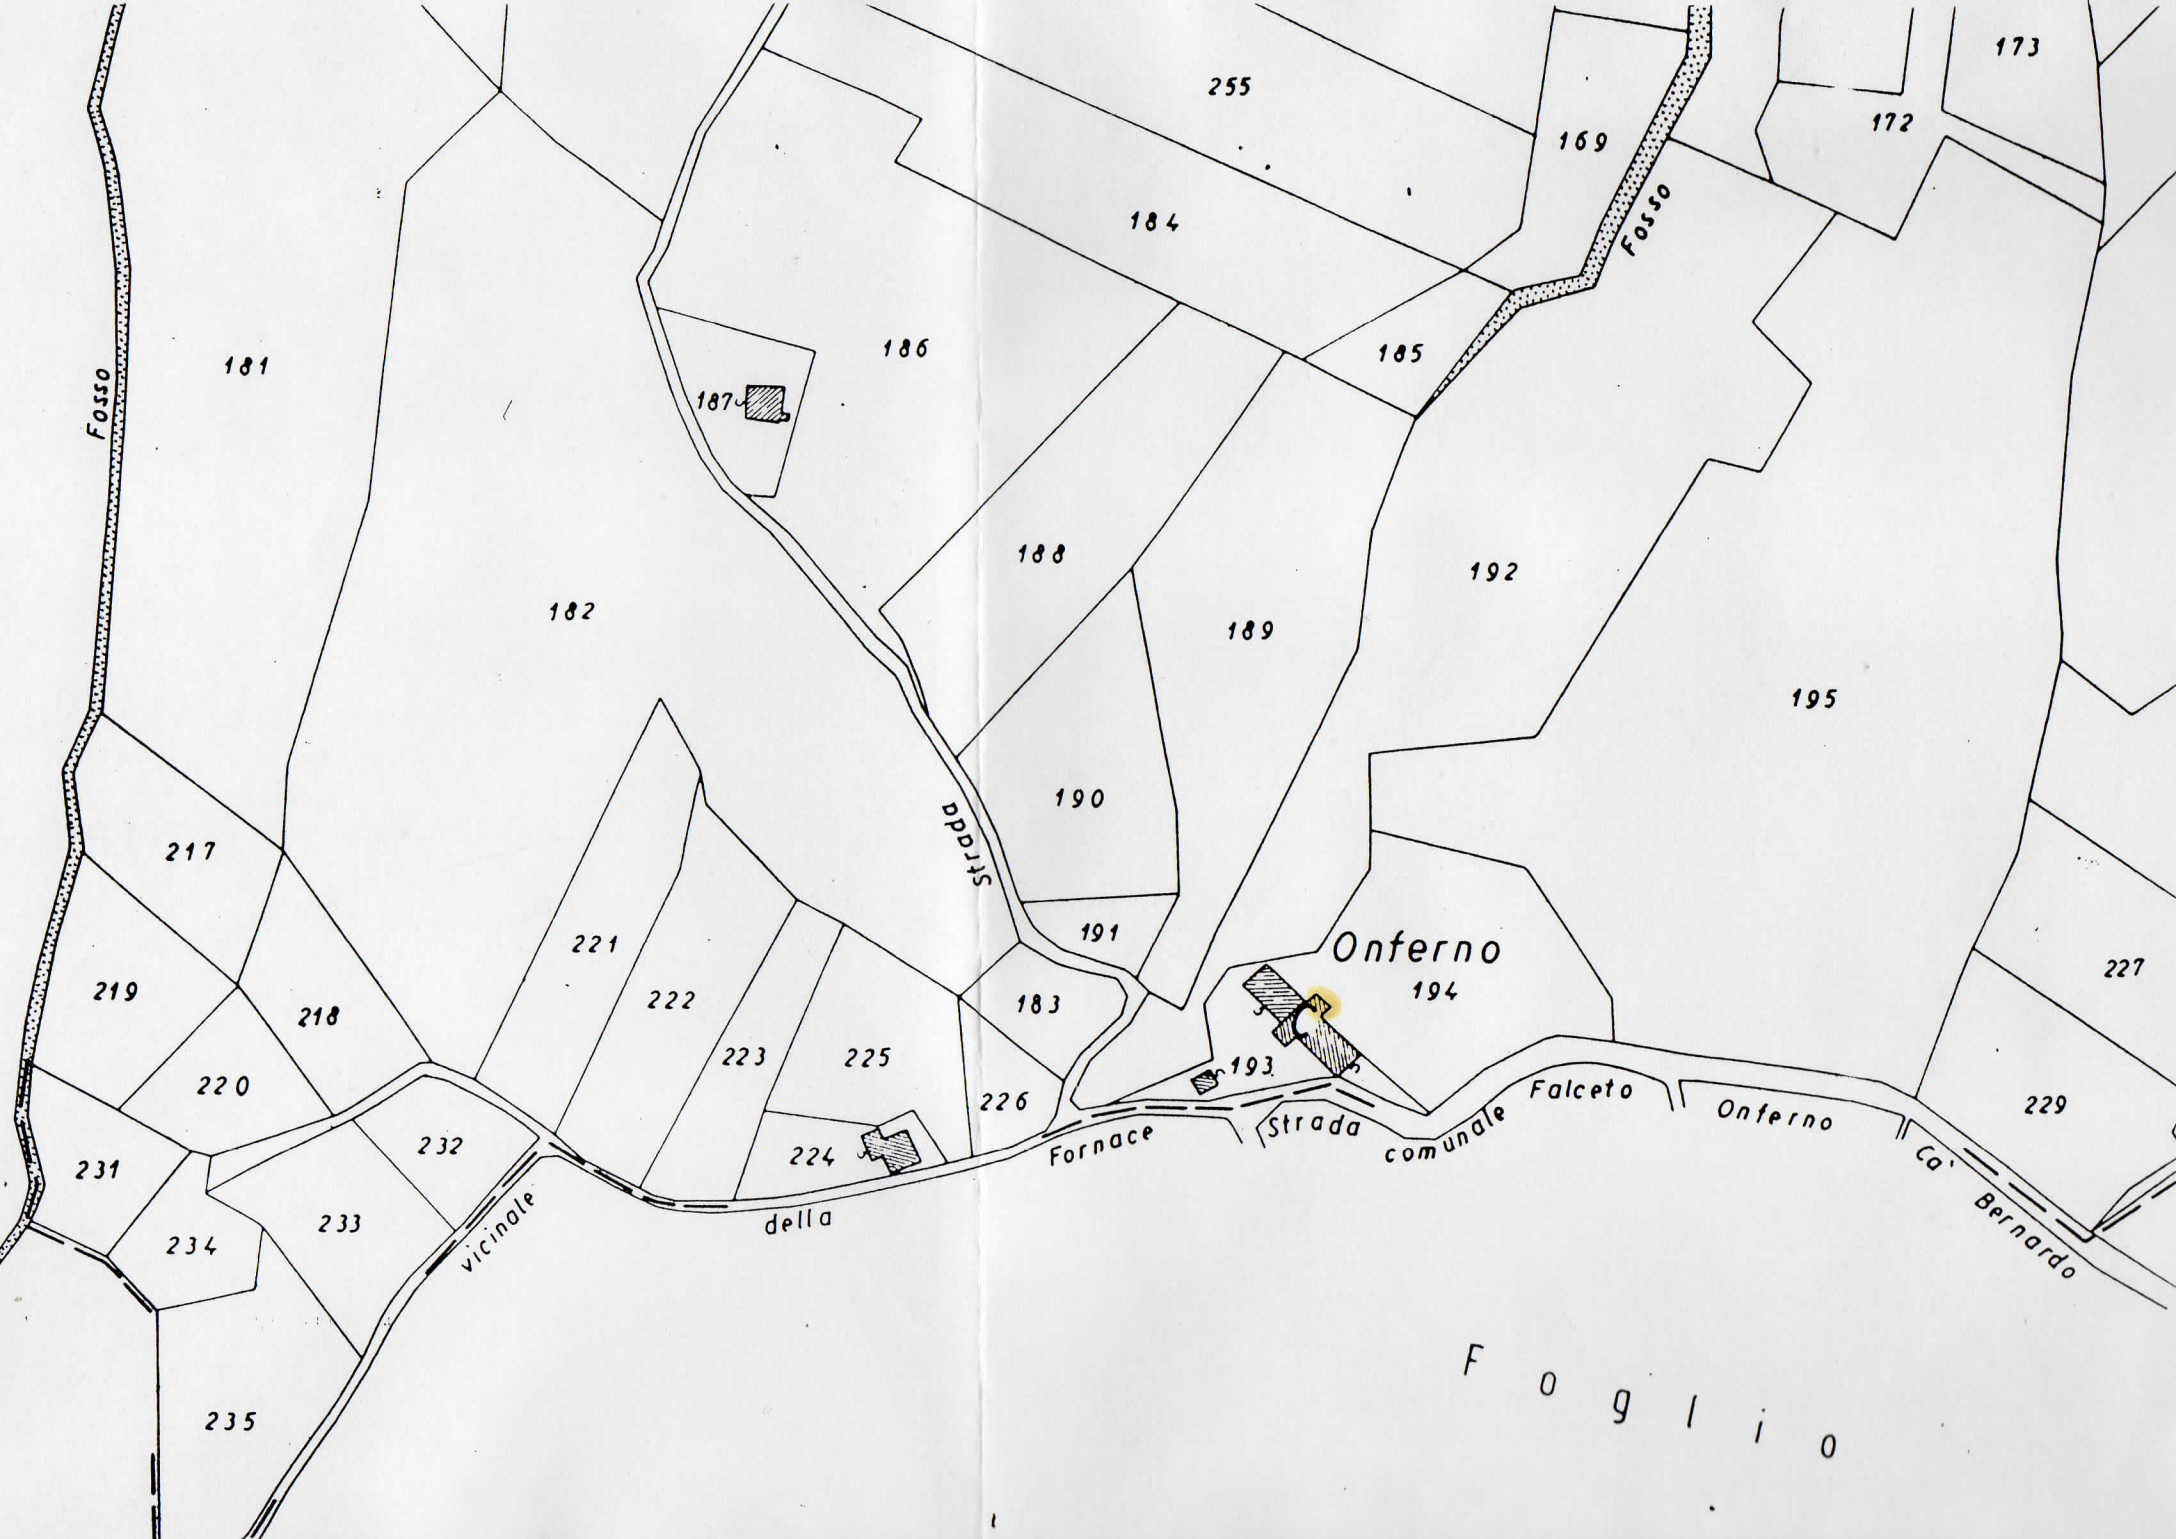 173
255
172
169
184
Fosso
181
186
185
187
Fosso
188
192
182
189
195
190
Strada
217
191
221
Onferno
227
219
222
183
194
218
223
225
193
220
226
Falceto
Onferno
229
232
224
Fornace
Strada
comunale
Ca'
231
233
234
vicinale
della
Bernardo
235
Foglio